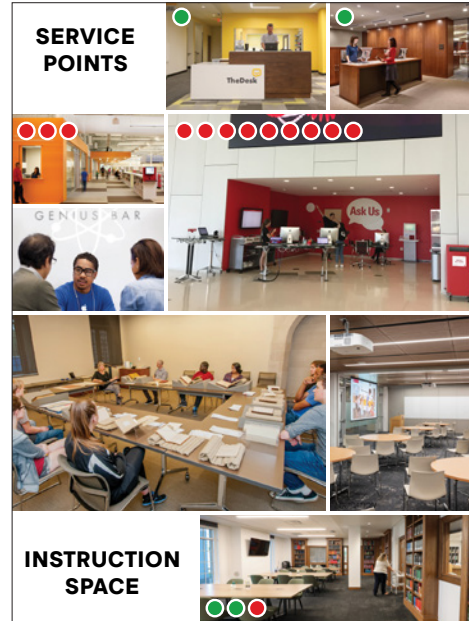 SERVICE
POINTS
TheDesk
GENIUS BAR
Ask Us
INSTRUCTION
SPACE